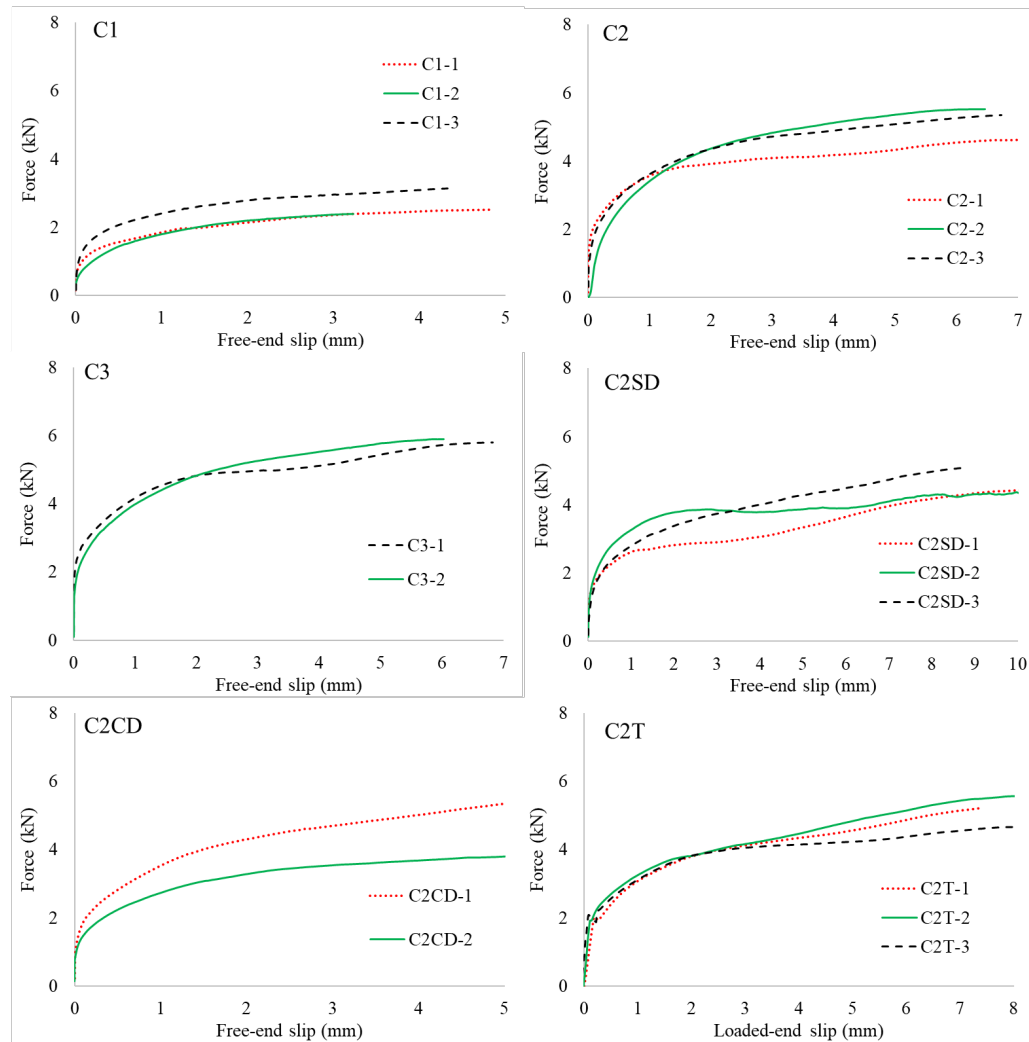 C1
8
6
4
2
0
Force (kN)
C1-1
C1-2
C1-3
0 1 2 3 4 5
Free-end slip (mm)
C2
8
6
4
2
0
Force (kN)
C2-1
C2-2
C2-3
0 1 2 3 4 5 6 7
Free-end slip (mm)
C3
8
6
4
2
0
Force (kN)
C3-1
C3-2
0 1 2 3 4 5 6 7
Free-end slip (mm)
C2SD
8
6
4
2
0
Force (kN)
C2SD-1
C2SD-2
C2SD-3
0 1 2 3 4 5 6 7 8 9 10
Free-end slip (mm)
C2CD
8
6
4
2
0
Force (kN)
C2CD-1
C2CD-2
0 1 2 3 4 5
Free-end slip (mm)
C2T
8
6
4
2
0
Force (kN)
C2T-1
C2T-2
C2T-3
0 1 2 3 4 5 6 7 8
Loaded-end slip (mm)